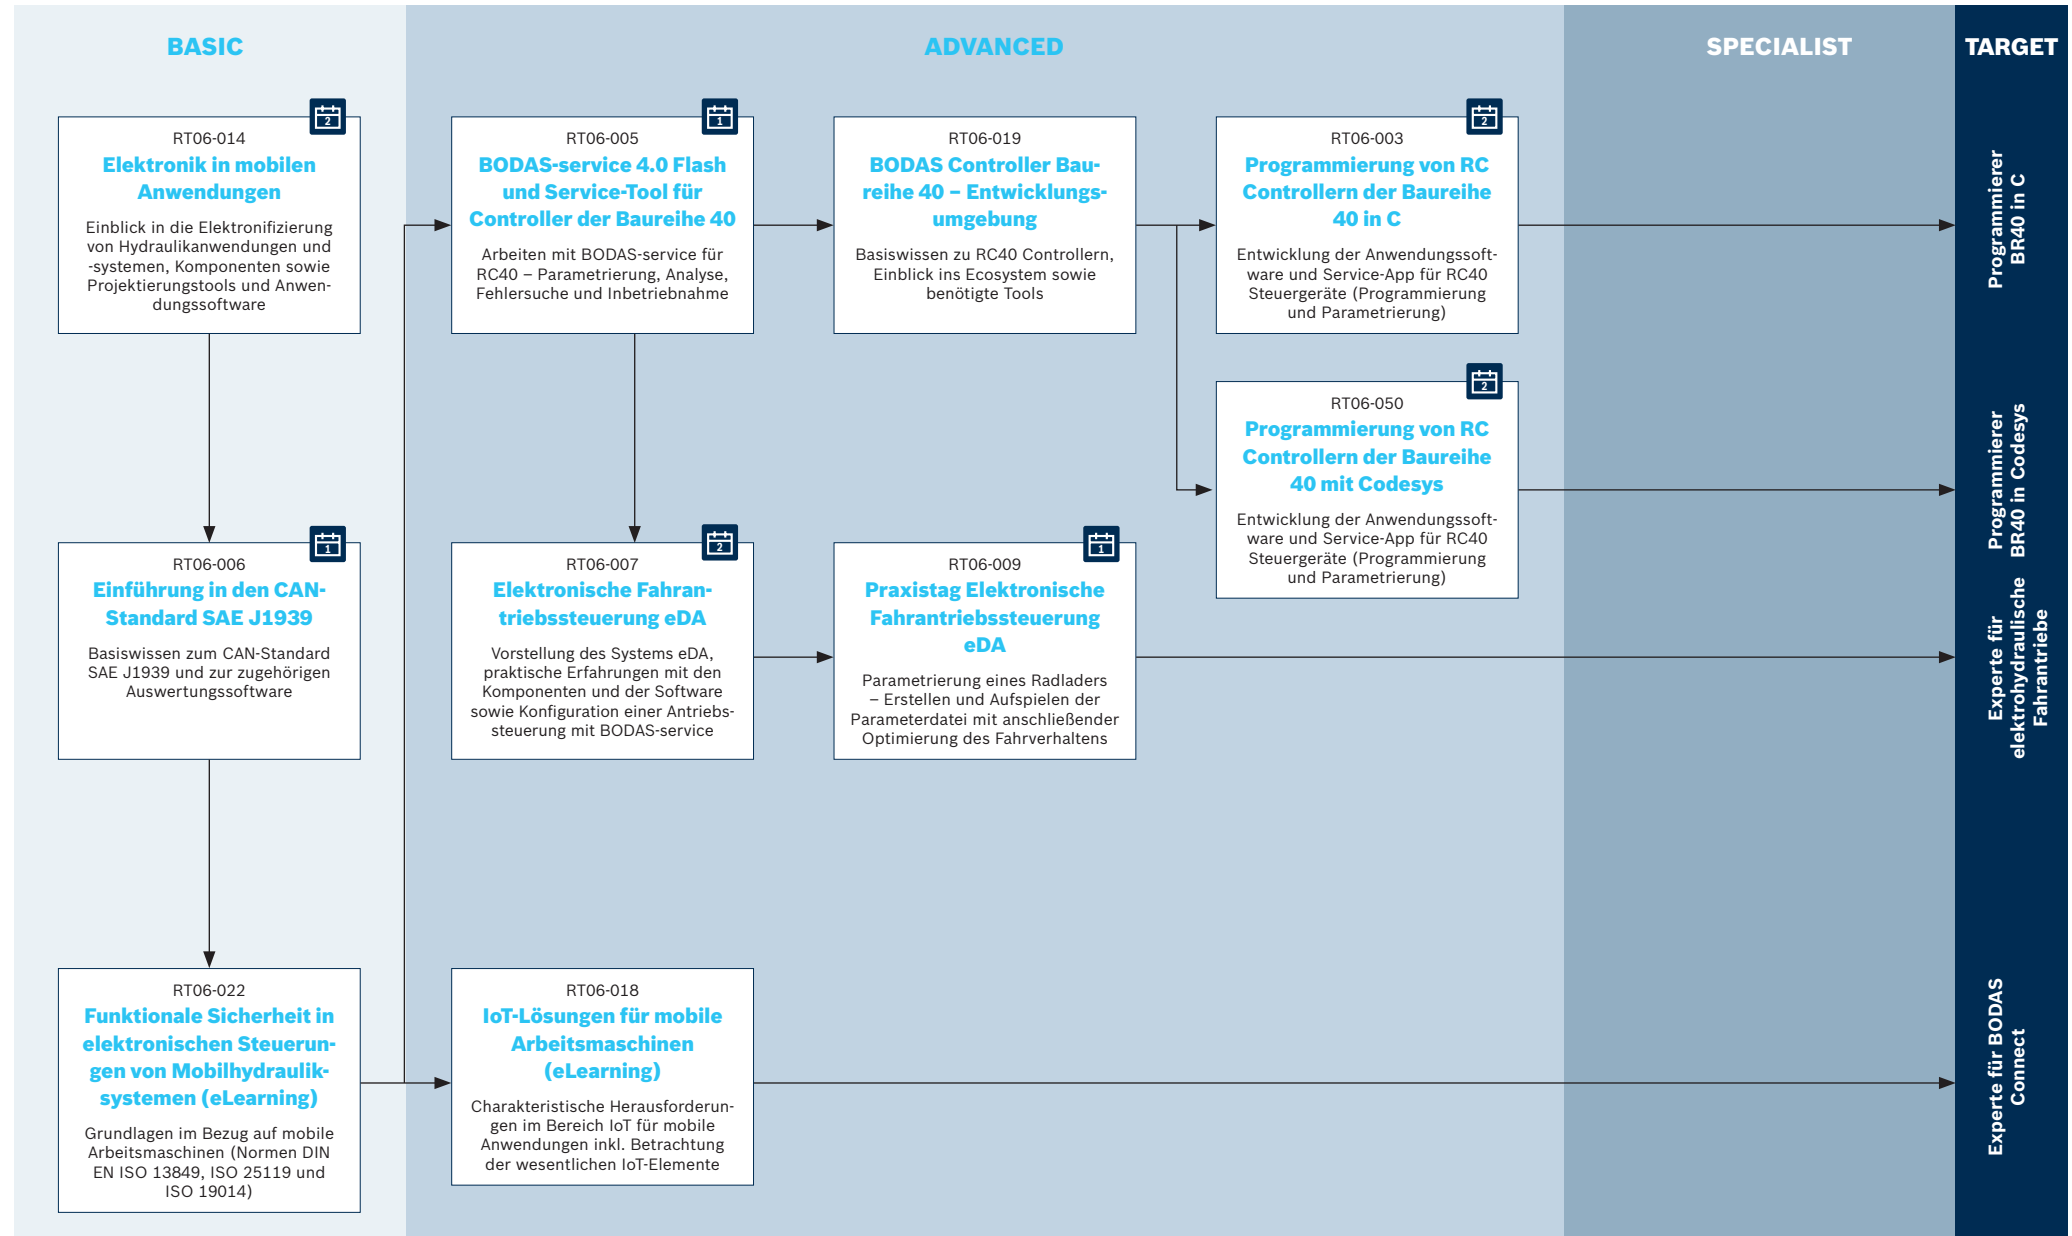 BASIC
ADVANCED
SPECIALIST
TARGET
2
RT06-014
Elektronik in mobilen
Anwendungen
Einblick in die Elektronifizierung
von Hydraulikanwendungen und
-systemen, Komponenten sowie
Projektierungstools und Anwen-
dungssoftware
1
RT06-005
BODAS-service 4.0 Flash
und Service-Tool für
Controller der Baureihe 40
Arbeiten mit BODAS-service für
RC40 – Parametrierung, Analyse,
Fehlersuche und Inbetriebnahme
RT06-019
BODAS Controller Bau-
reihe 40 – Entwicklungs-
umgebung
Basiswissen zu RC40 Controllern,
Einblick ins Ecosystem sowie
benötigte Tools
2
RT06-003
Programmierung von RC
Controllern der Baureihe
40 in C
Entwicklung der Anwendungssoft-
ware und Service-App für RC40
Steuergeräte (Programmierung
und Parametrierung)
Programmierer
BR40 in C
2
RT06-050
Programmierung von RC
Controllern der Baureihe
40 mit Codesys
Entwicklung der Anwendungssoft-
ware und Service-App für RC40
Steuergeräte (Programmierung
und Parametrierung)
Programmierer
BR40 in Codesys
1
RT06-006
Einführung in den CAN-
Standard SAE J1939
Basiswissen zum CAN-Standard
SAE J1939 und zur zugehörigen
Auswertungssoftware
2
RT06-007
Elektronische Fahran-
triebssteuerung eDA
Vorstellung des Systems eDA,
praktische Erfahrungen mit den
Komponenten und der Software
sowie Konfiguration einer Antriebs-
steuerung mit BODAS-service
1
RT06-009
Praxistag Elektronische
Fahrantriebssteuerung
eDA
Parametrierung eines Radladers
– Erstellen und Aufspielen der
Parameterdatei mit anschließender
Optimierung des Fahrverhaltens
Experte für
elektrohydraulische
Fahrantriebe
RT06-022
Funktionale Sicherheit in
elektronischen Steuerun-
gen von Mobilhydraulik-
systemen (eLearning)
Grundlagen im Bezug auf mobile
Arbeitsmaschinen (Normen DIN
EN ISO 13849, ISO 25119 und
ISO 19014)
RT06-018
IoT-Lösungen für mobile
Arbeitsmaschinen
(eLearning)
Charakteristische Herausforderun-
gen im Bereich IoT für mobile
Anwendungen inkl. Betrachtung
der wesentlichen IoT-Elemente
Experte für BODAS
Connect